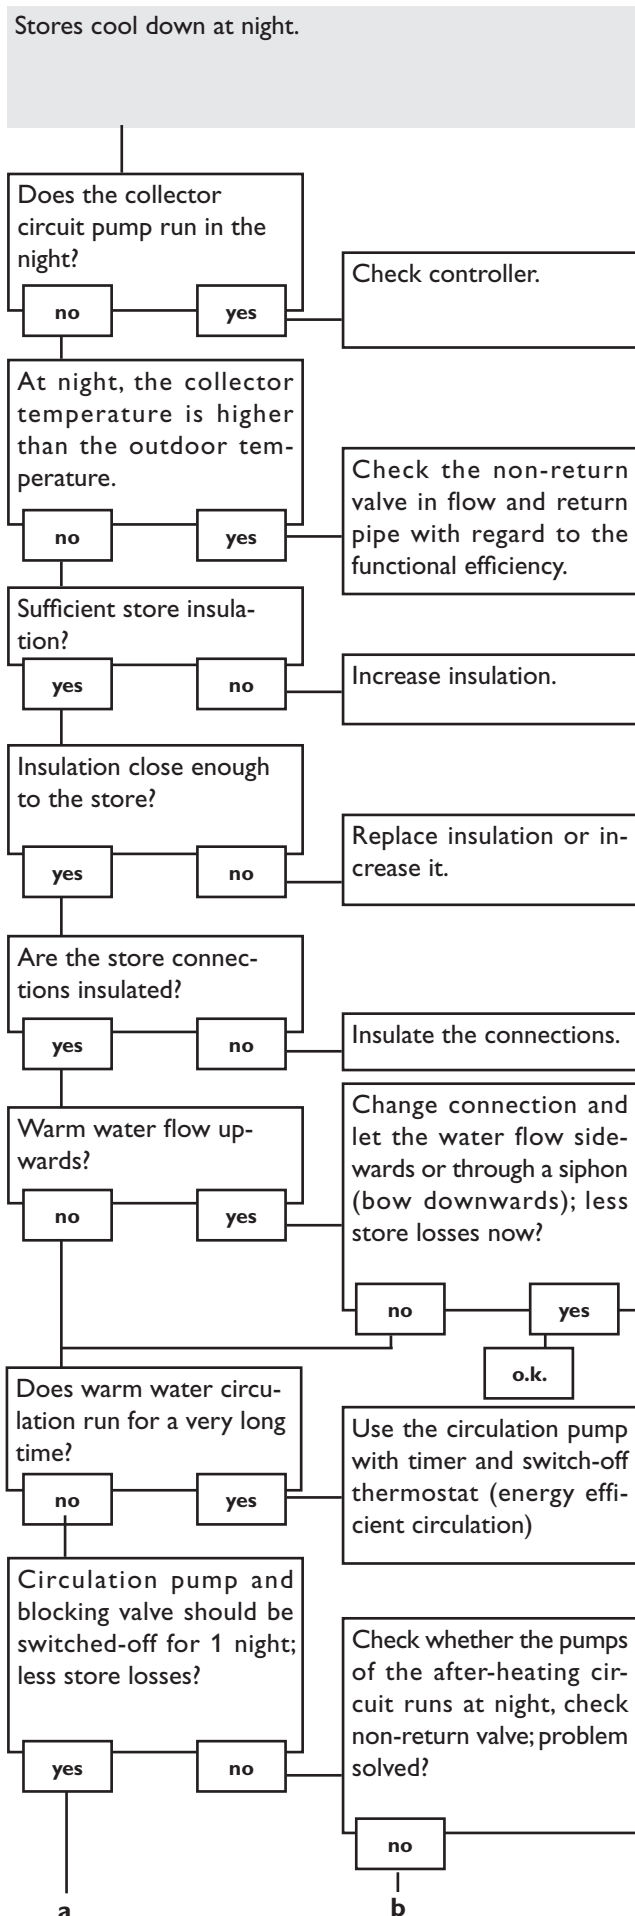 Stores cool down at night.
Does the collector
circuit pump run in the
night?
no
yes
Check controller.
At night, the collector
temperature is higher
than the outdoor tem-
perature.
no
yes
Check the non-return
valve in flow and return
pipe with regard to the
functional efficiency.
Sufficient store insula-
tion?
yes
no
Increase insulation.
Insulation close enough
to the store?
yes
no
Replace insulation or in-
crease it.
Are the store connec-
tions insulated?
yes
no
Insulate the connections.
Warm water flow up-
wards?
no
yes
Change connection and
let the water flow side-
wards or through a siphon
(bow downwards); less
store losses now?
no
yes
o.k.
Does warm water circu-
lation run for a very long
time?
no
yes
Use the circulation pump
with timer and switch-off
thermostat (energy effi-
cient circulation)
Circulation pump and
blocking valve should be
switched-off for 1 night;
less store losses?
yes
no
Check whether the pumps
of the after-heating cir-
cuit runs at night, check
non-return valve; problem
solved?
no
a
b